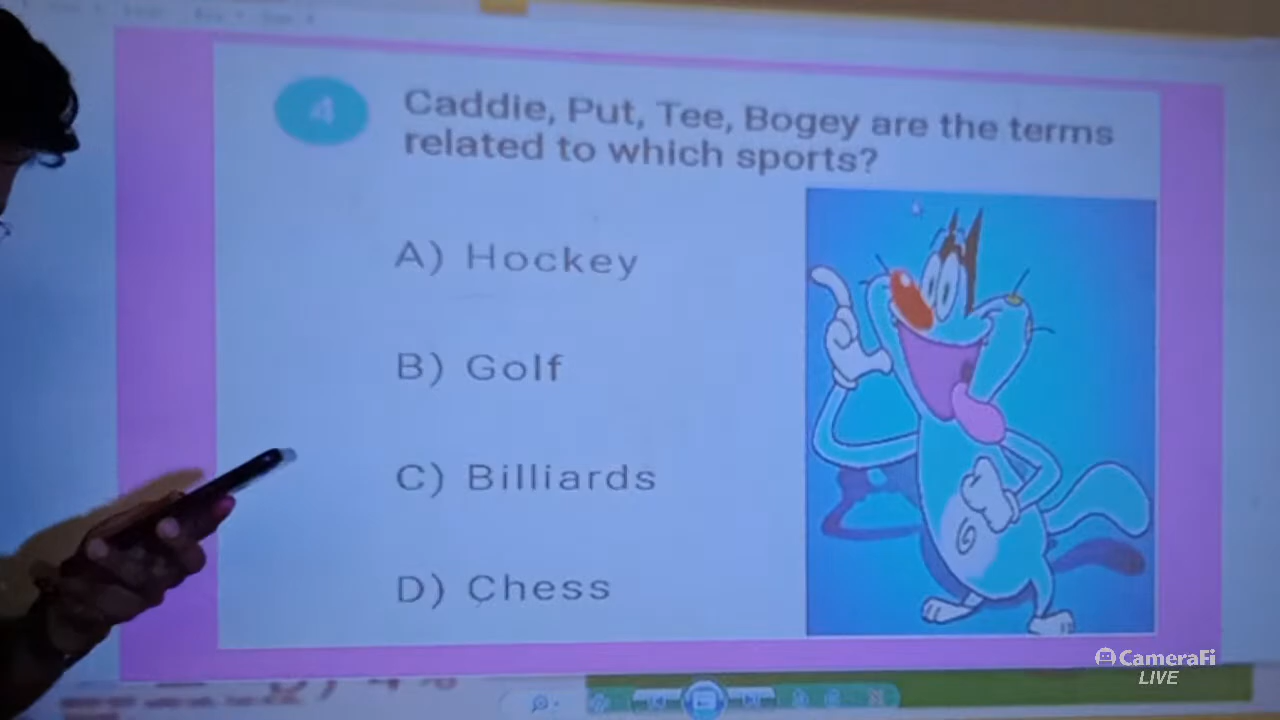 4
Caddie, Put, Tee, Bogey are the terms
related to which sports?
A) Hockey
B) Golf
C) Billiards
D) Chess
CameraFi
LIVE